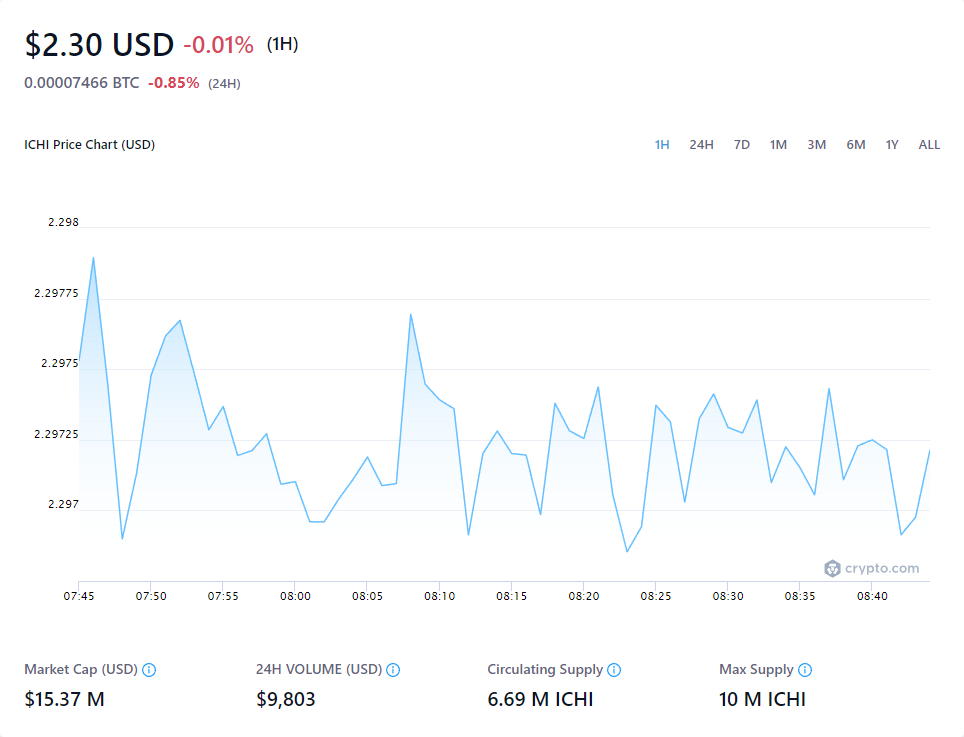 $2.30 USD -0.01% (1H)
0.00007466 BTC -0.85% (24H)
ICHI Price Chart (USD) 1H 24H 7D 1M 3M 6M 1Y ALL
2.298
2.29775
2.2975
2.29725
2.297
crypto.com
07:45 07:50 07:55 08:00 08:05 08:10 08:15 08:20 08:25 08:30 08:35 08:40
Market Cap (USD) 24H VOLUME (USD) Circulating Supply Max Supply
$15.37 M $9,803 6.69 M ICHI 10 M ICHI